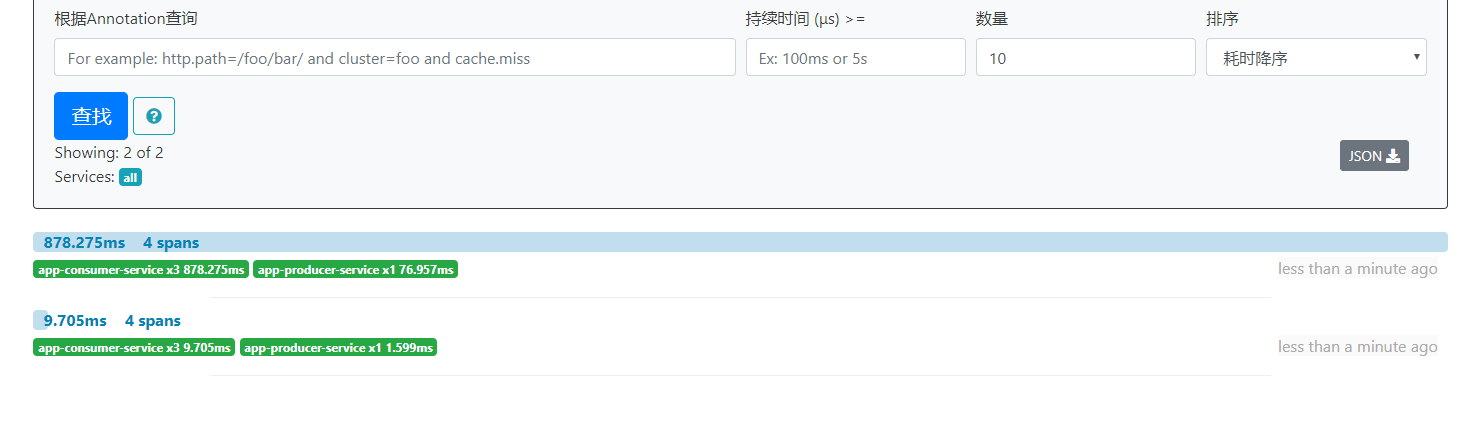 根据Annotation查询 持续时间 (μs) >= 数量 排序
For example: http.path=/foo/bar/ and cluster=foo and cache.miss Ex: 100ms or 5s 10 耗时降序
查找
Showing: 2 of 2
JSON
Services: all
878.275ms 4 spans
app-consumer-service x3 878.275ms app-producer-service x1 76.957ms less than a minute ago
9.705ms 4 spans
app-consumer-service x3 9.705ms app-producer-service x1 1.599ms less than a minute ago